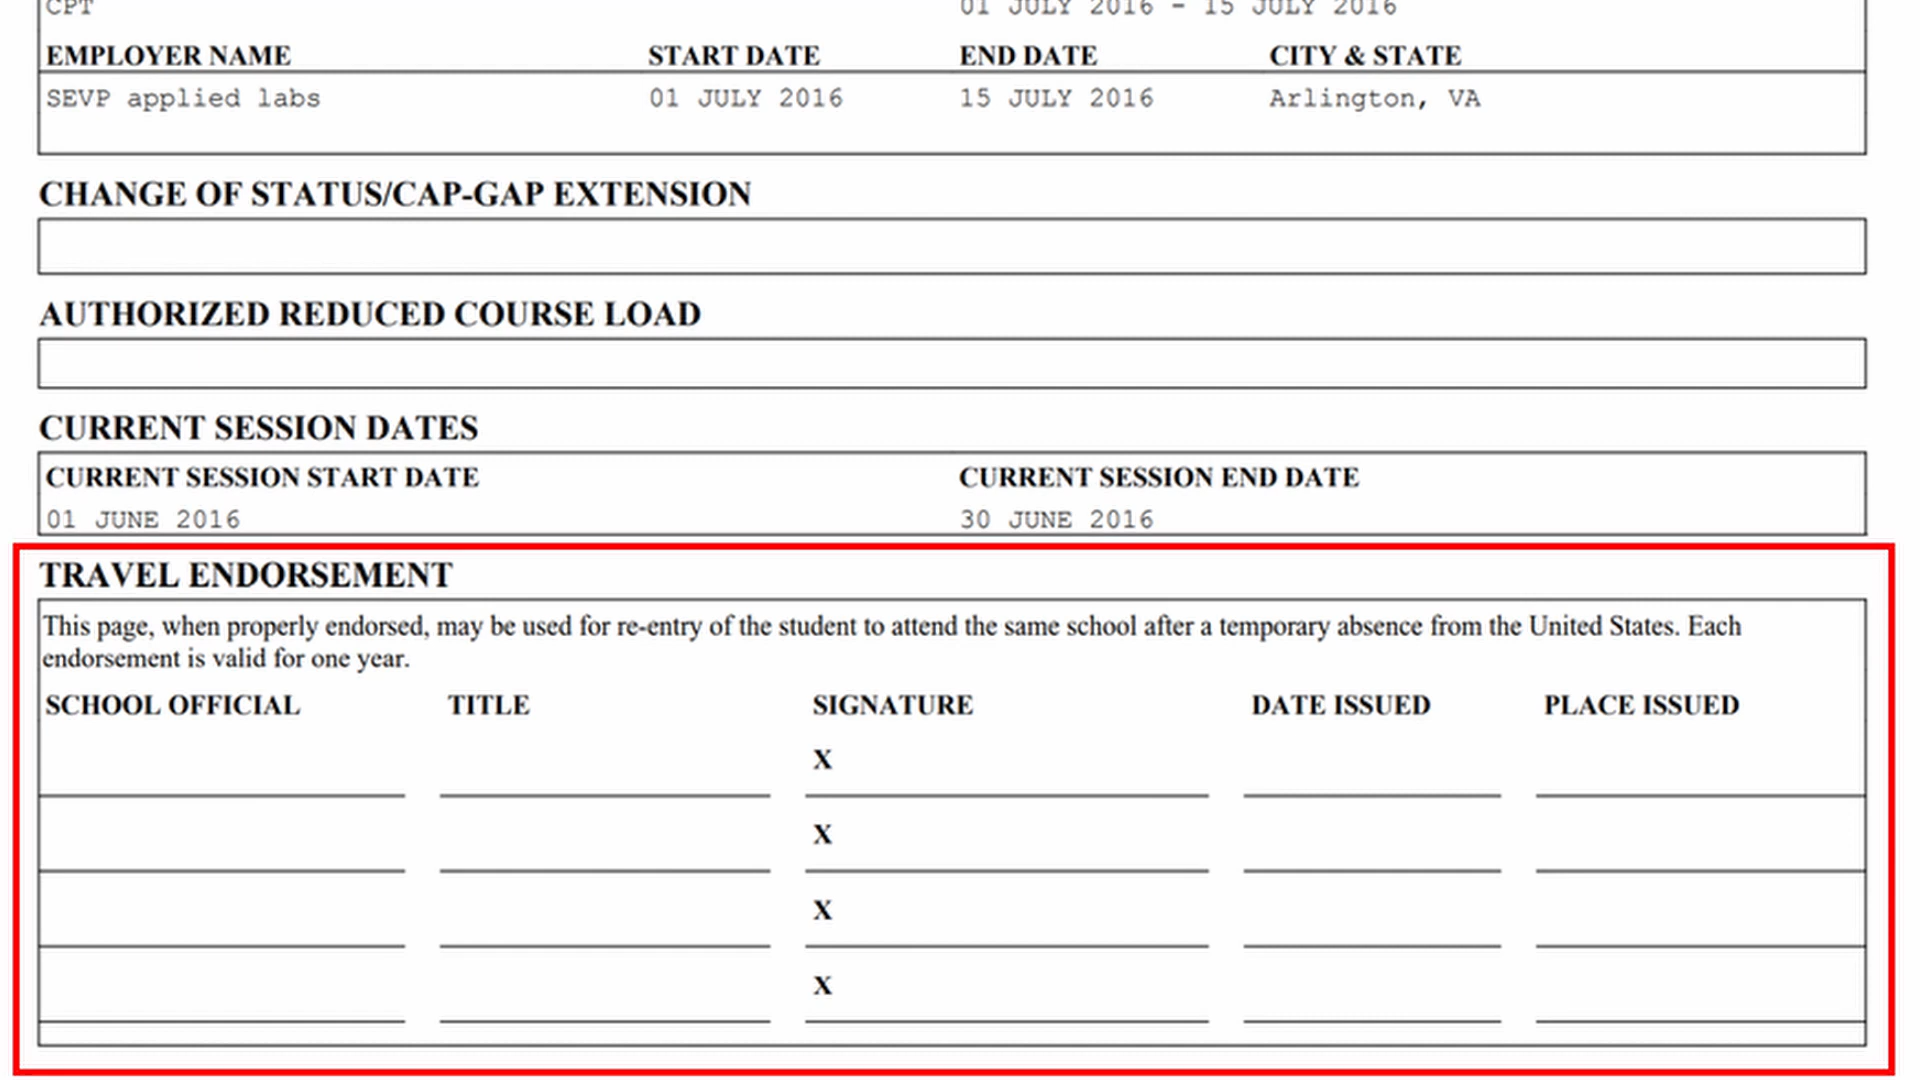 CPT 01 JULY 2016 - 15 JULY 2016
EMPLOYER NAME START DATE END DATE CITY & STATE
SEVP applied labs 01 JULY 2016 15 JULY 2016 Arlington, VA
CHANGE OF STATUS/CAP-GAP EXTENSION
AUTHORIZED REDUCED COURSE LOAD
CURRENT SESSION DATES
CURRENT SESSION START DATE CURRENT SESSION END DATE
01 JUNE 2016 30 JUNE 2016
TRAVEL ENDORSEMENT
This page, when properly endorsed, may be used for re-entry of the student to attend the same school after a temporary absence from the United States. Each
endorsement is valid for one year.
SCHOOL OFFICIAL TITLE SIGNATURE DATE ISSUED PLACE ISSUED
X
X
X
X